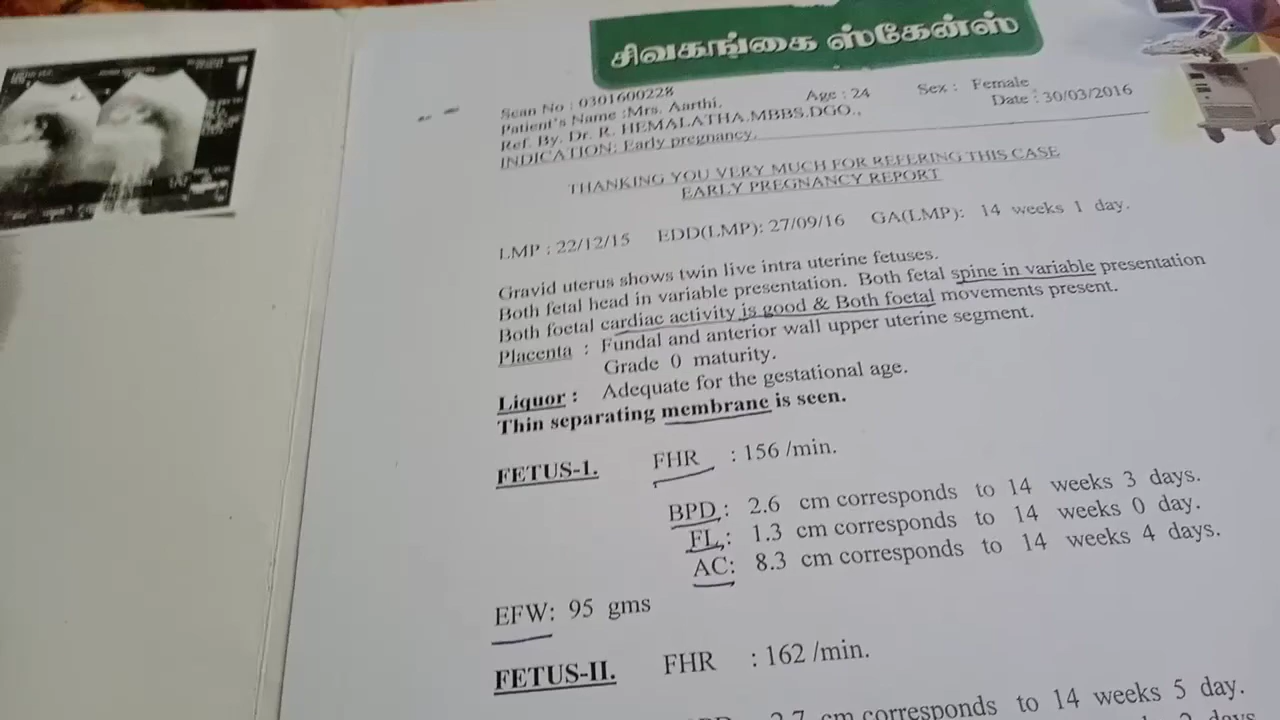 சிவகங்கை ஸ்கேன்ஸ்
Scan No : 0301600228
Patient's Name :Mrs. Aarthi. Age : 24 Sex : Female
Ref. By. Dr. R. HEMALATHA.MBBS.DGO., Date : 30/03/2016
INDICATION: Early pregnancy.
THANKING YOU VERY MUCH FOR REFERING THIS CASE
EARLY PREGNANCY REPORT
LMP : 22/12/15 EDD(LMP): 27/09/16 GA(LMP): 14 weeks 1 day.
Gravid uterus shows twin live intra uterine fetuses.
Both fetal head in variable presentation. Both fetal spine in variable presentation
Both foetal cardiac activity is good & Both foetal movements present.
Placenta : Fundal and anterior wall upper uterine segment.
Grade 0 maturity.
Liquor : Adequate for the gestational age.
Thin separating membrane is seen.
FETUS-I. FHR : 156 /min.
BPD : 2.6 cm corresponds to 14 weeks 3 days.
FL : 1.3 cm corresponds to 14 weeks 0 day.
AC: 8.3 cm corresponds to 14 weeks 4 days.
EFW: 95 gms
FETUS-II. FHR : 162 /min.
2.7 cm corresponds to 14 weeks 5 day.